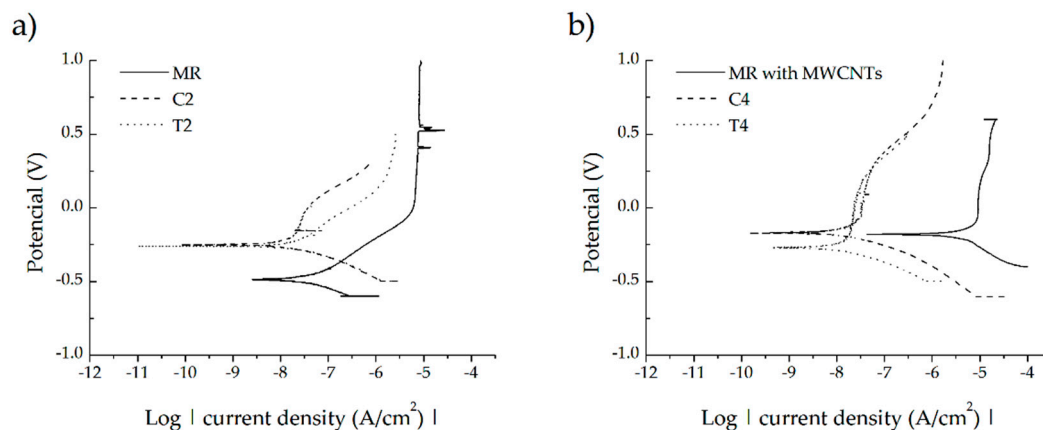 a)
MR
C2
T2
1.0
0.5
0.0
-0.5
-1.0
Potencial (V)
-12 -11 -10 -9 -8 -7 -6 -5 -4
Log | current density (A/cm²) |
b)
MR with MWCNTs
C4
T4
1.0
0.5
0.0
-0.5
-1.0
Potencial (V)
-12 -11 -10 -9 -8 -7 -6 -5 -4
Log | current density (A/cm²) |